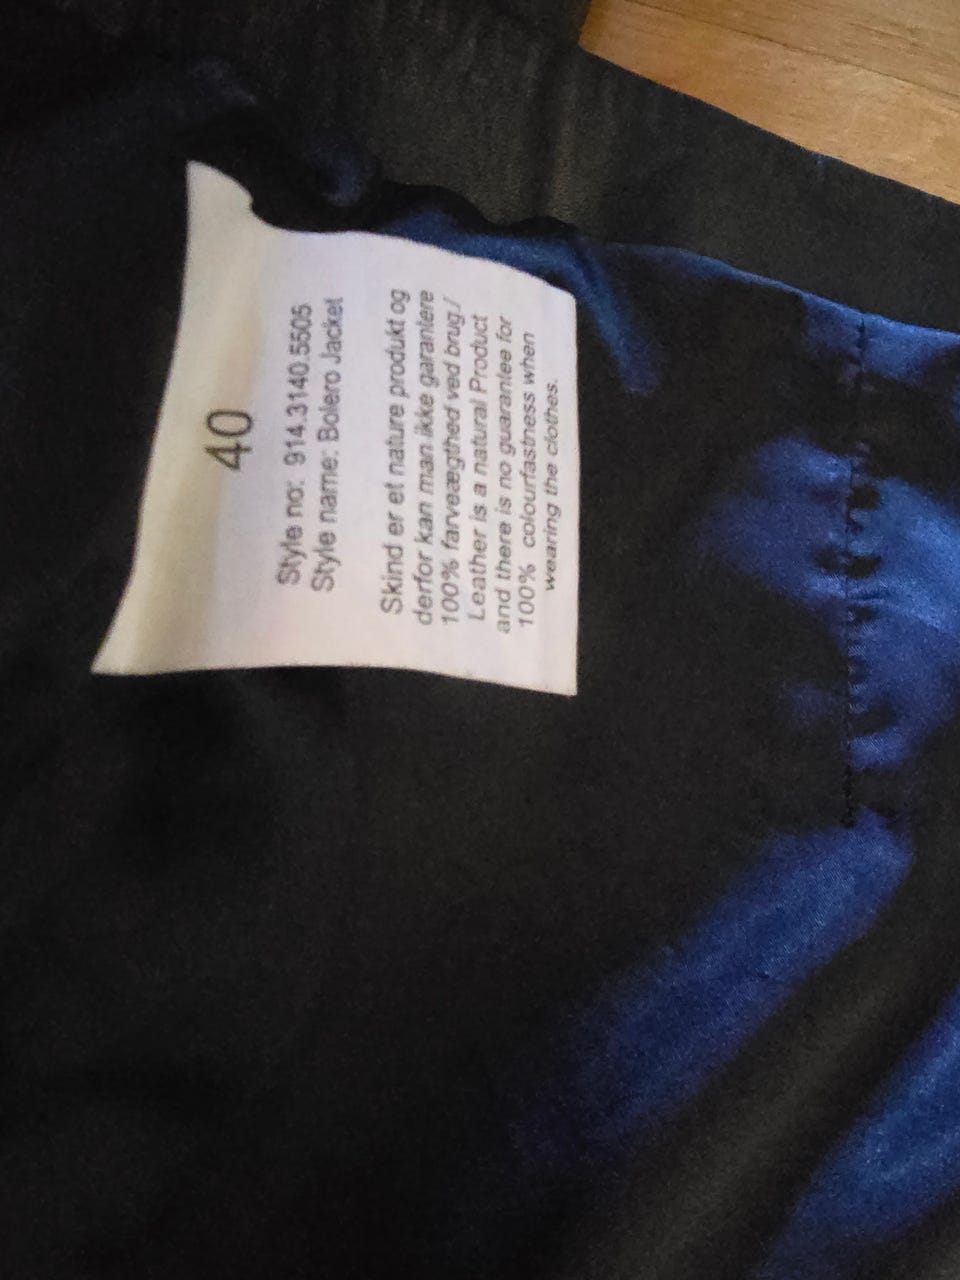 40
Style no: 914.3140.5505
Style name: Bolero Jacket
Skind er et nature produkt og
derfor kan man ikke garantere
100% farveægthed ved brug./
Leather is a natural Product
and there is no guarantee for
100% colourfastness when
wearing the clothes.